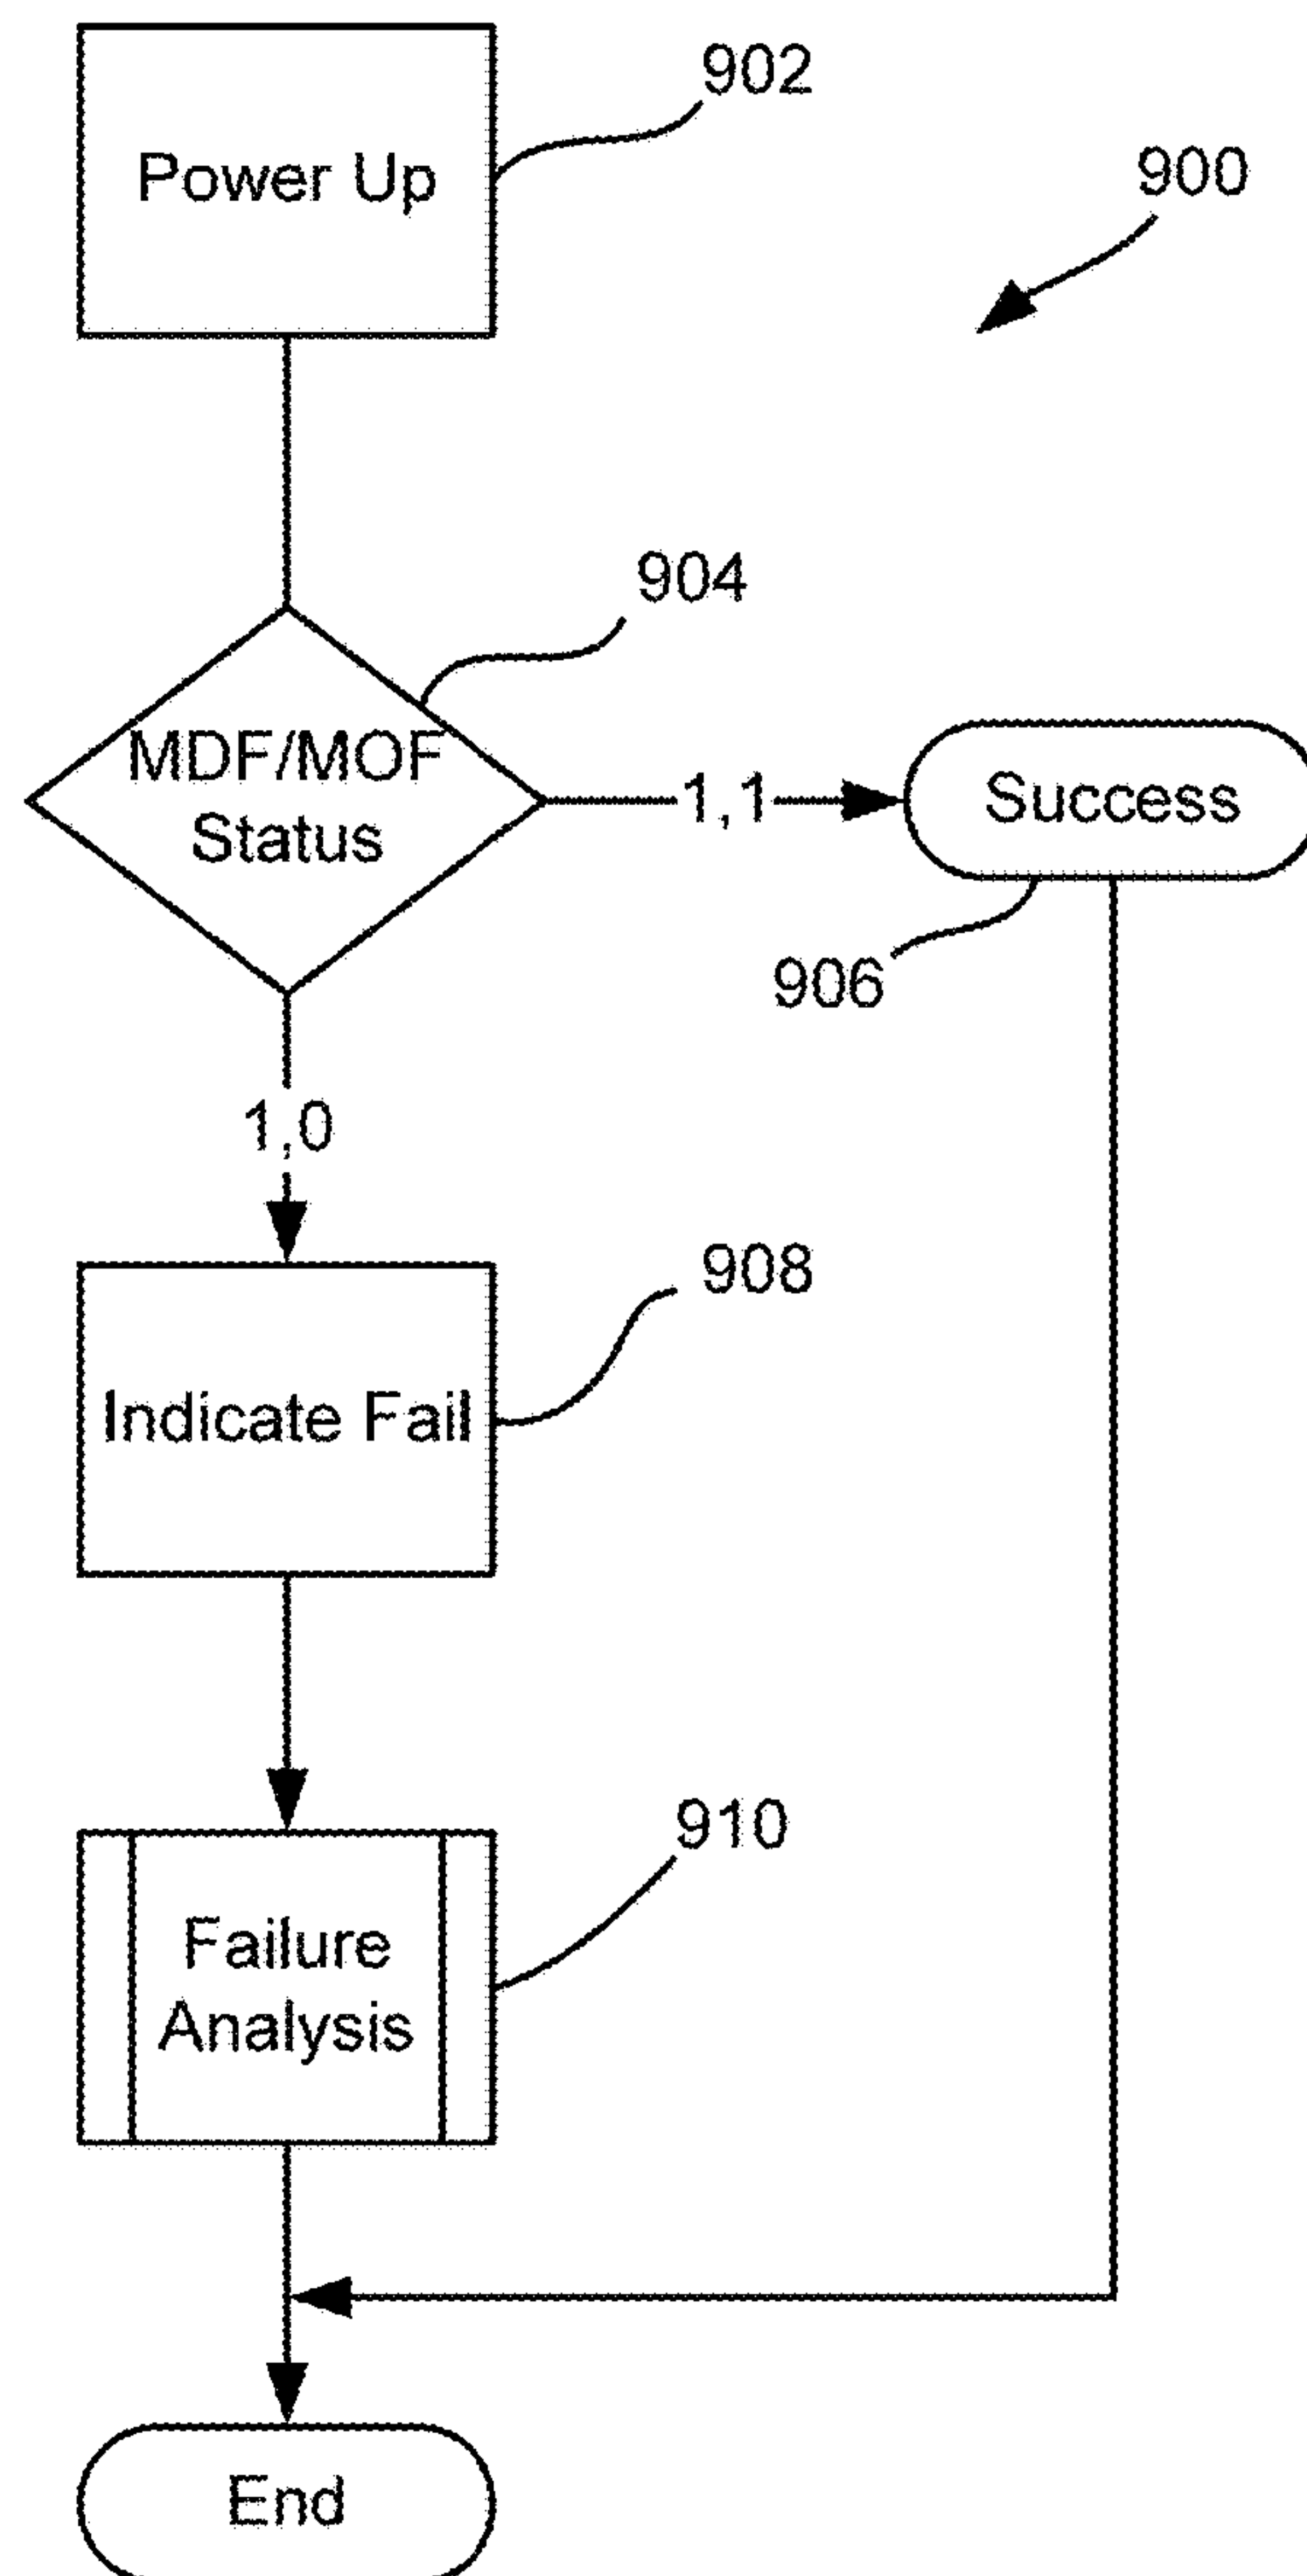 902
Power Up
900
904
MDF/MOF
Status
1,1
Success
906
1,0
908
Indicate Fail
910
Failure
Analysis
End